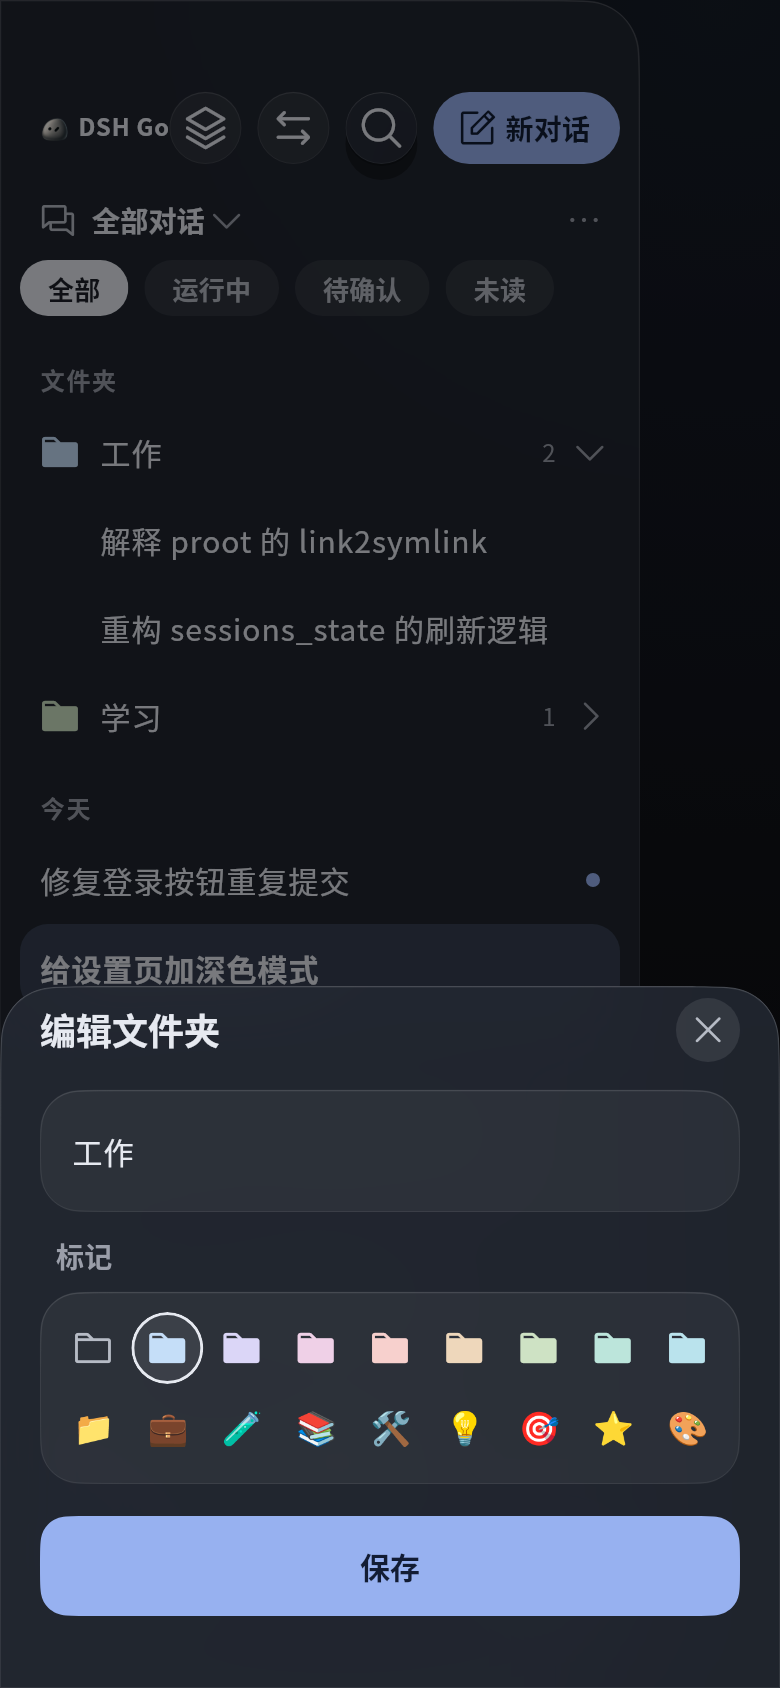 DSH Go
新对话
全部对话
全部
运行中
待确认
未读
文件夹
工作
2
解释 proot 的 link2symlink
重构 sessions_state 的刷新逻辑
学习
1
今天
修复登录按钮重复提交
给设置页加深色模式
编辑文件夹
工作
标记
保存